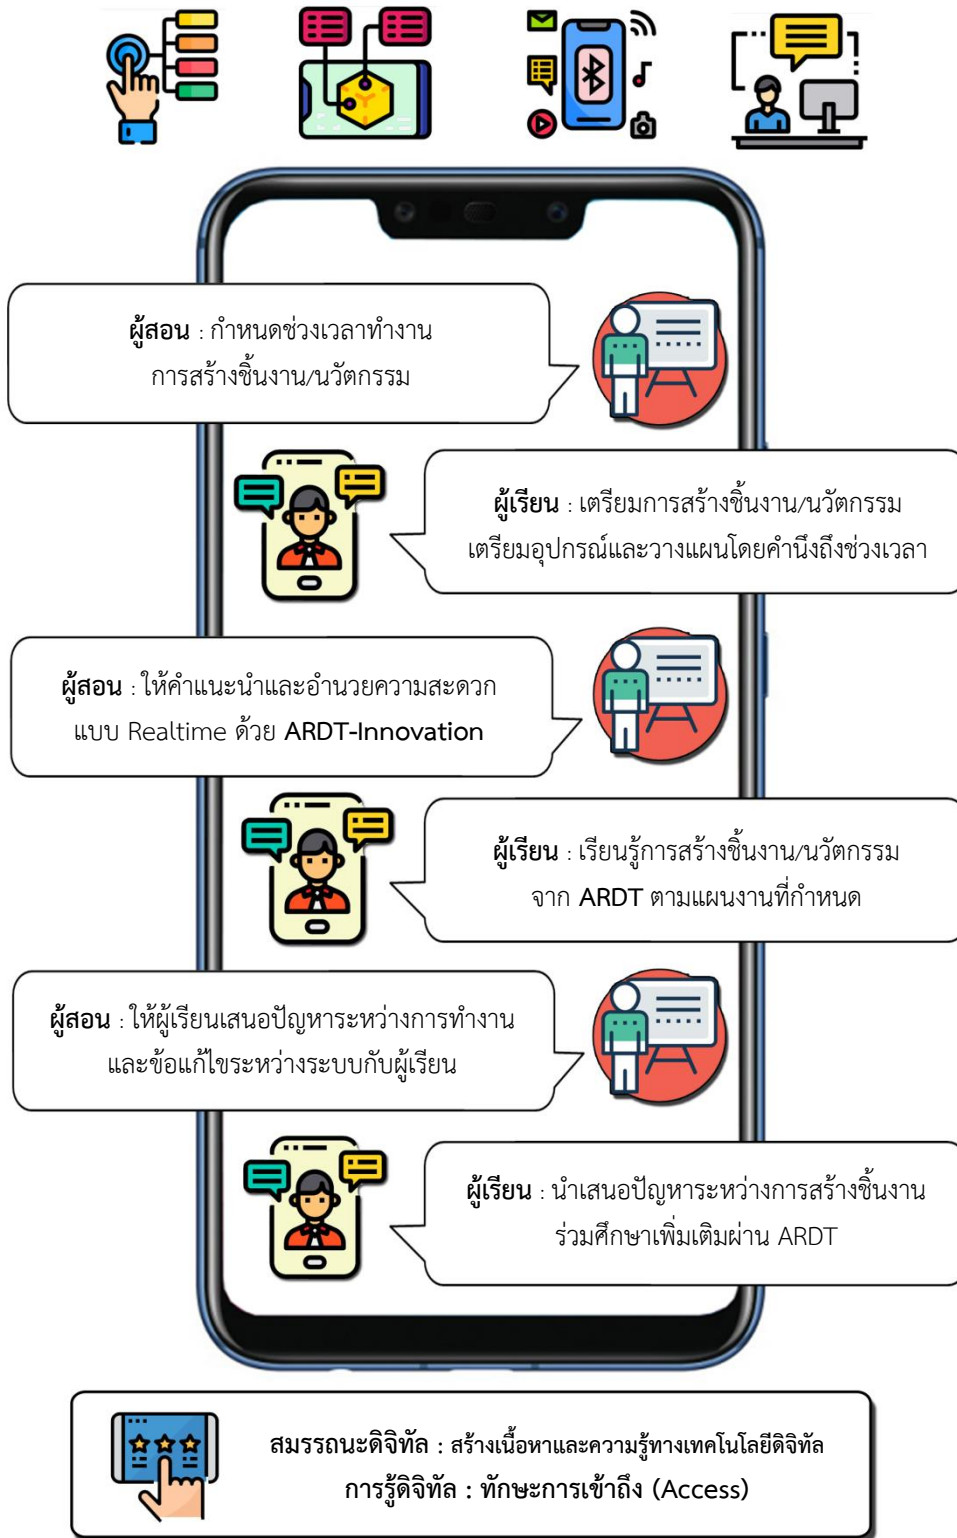 ผู้สอน : กำหนดช่วงเวลาทำงาน
การสร้างชิ้นงาน/นวัตกรรม
ผู้เรียน : เตรียมการสร้างชิ้นงาน/นวัตกรรม
เตรียมอุปกรณ์และวางแผนโดยคำนึงถึงช่วงเวลา
ผู้สอน : ให้คำแนะนำและอำนวยความสะดวก
แบบ Realtime ด้วย ARDT-Innovation
ผู้เรียน : เรียนรู้การสร้างชิ้นงาน/นวัตกรรม
จาก ARDT ตามแผนงานที่กำหนด
ผู้สอน : ให้ผู้เรียนเสนอปัญหาระหว่างการทำงาน
และข้อแก้ไขระหว่างระบบกับผู้เรียน
ผู้เรียน : นำเสนอปัญหาระหว่างการสร้างชิ้นงาน
ร่วมศึกษาเพิ่มเติมผ่าน ARDT
สมรรถนะดิจิทัล : สร้างเนื้อหาและความรู้ทางเทคโนโลยีดิจิทัล
การรู้ดิจิทัล : ทักษะการเข้าถึง (Access)